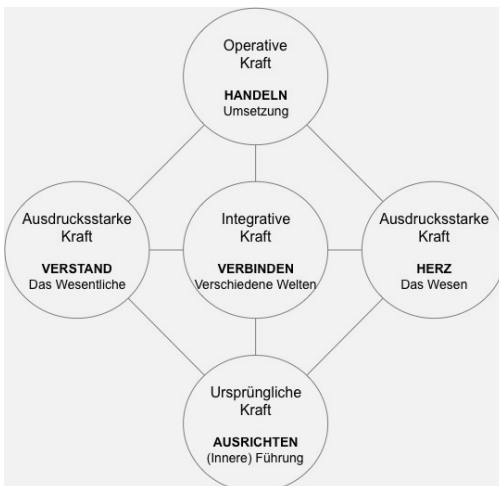 Operative
Kraft
HANDELN
Umsetzung
Ausdrucksstarke
Kraft
VERSTAND
Das Wesentliche
Integrative
Kraft
VERBINDEN
Verschiedene Welten
Ausdrucksstarke
Kraft
HERZ
Das Wesen
Ursprüngliche
Kraft
AUSRICHTEN
(Innere) Führung